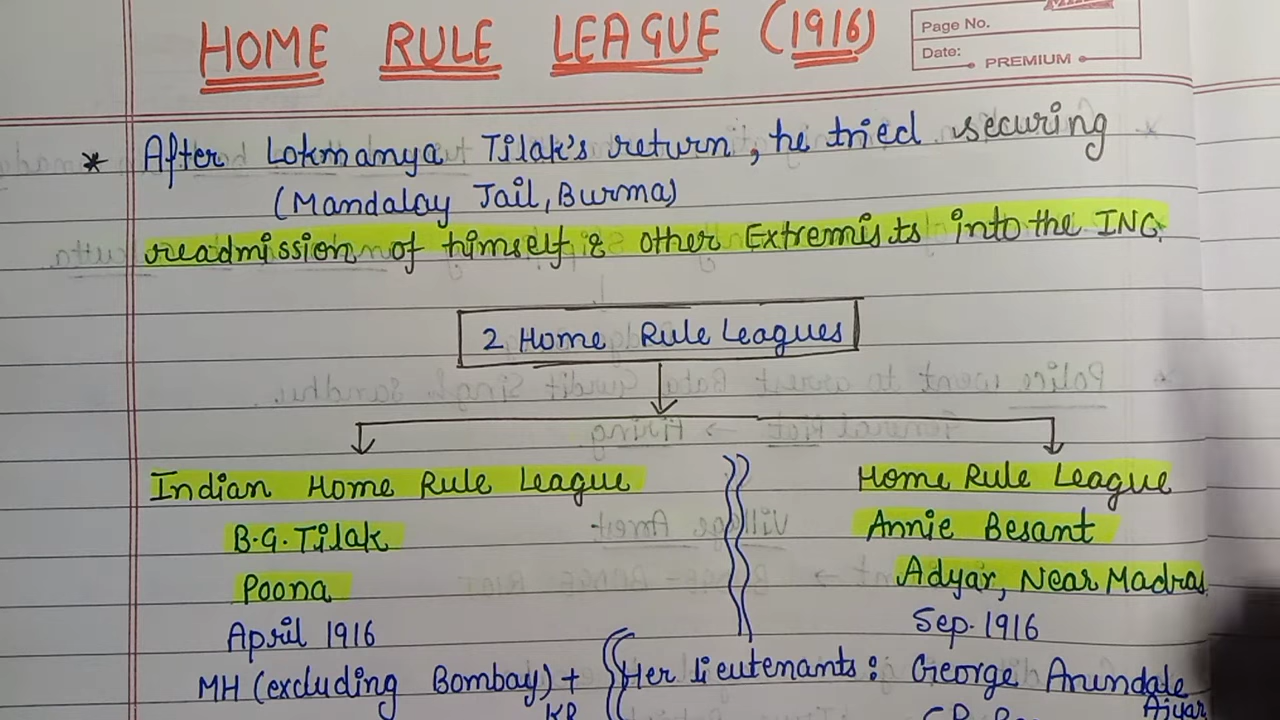 HOME RULE LEAGUE (1916)
Page No.
Date:
PREMIUM
* After Lokmanya Tilak's return, he tried securing
(Mandalay Jail, Burma)
readmission of himself & other Extremists into the INC.
2 Home Rule Leagues
Indian Home Rule League
B.G. Tilak
Poona
April 1916
MH (excluding Bombay) +
Home Rule League
Annie Besant
Adyar, Near Madras
Sep. 1916
Her lieutenants: George Arundale